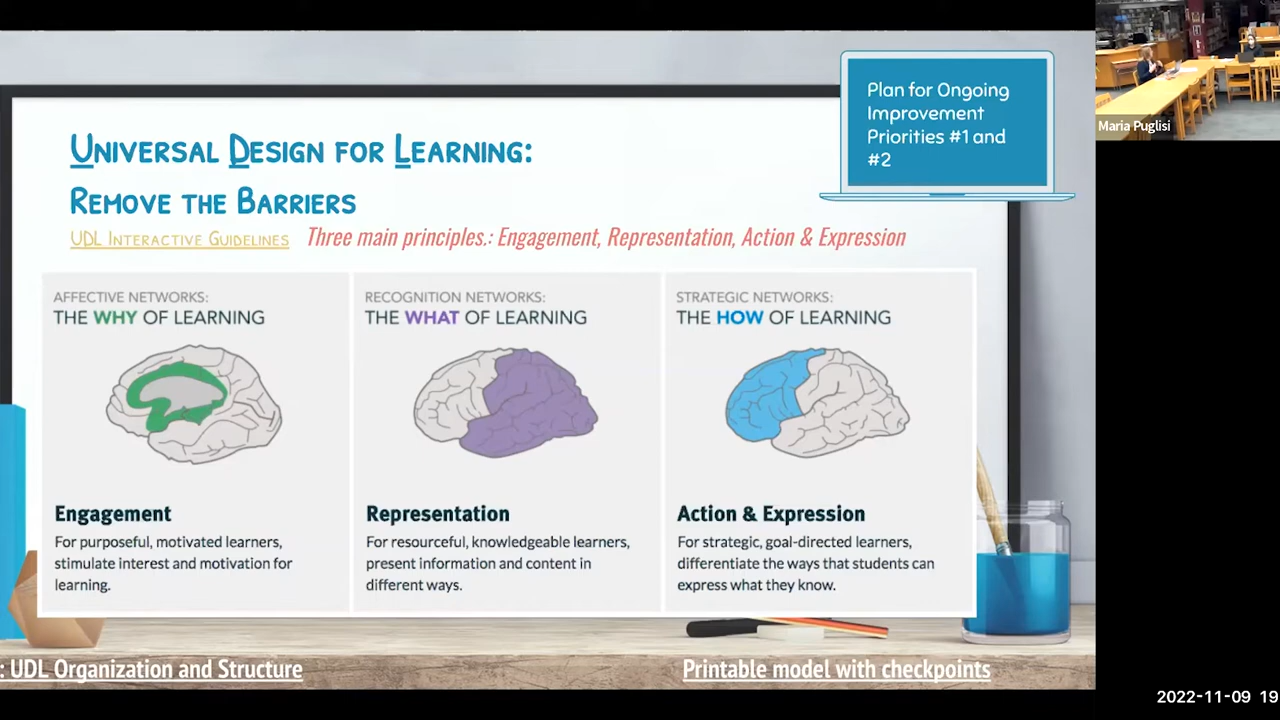 Plan for Ongoing
Improvement
Priorities #1 and
#2
Maria Puglisi
Universal Design for Learning:
Remove the Barriers
UDL Interactive Guidelines Three main principles.: Engagement, Representation, Action & Expression
AFFECTIVE NETWORKS:
THE WHY OF LEARNING
Engagement
For purposeful, motivated learners,
stimulate interest and motivation for
learning.
RECOGNITION NETWORKS:
THE WHAT OF LEARNING
Representation
For resourceful, knowledgeable learners,
present information and content in
different ways.
STRATEGIC NETWORKS:
THE HOW OF LEARNING
Action & Expression
For strategic, goal-directed learners,
differentiate the ways that students can
express what they know.
: UDL Organization and Structure
Printable model with checkpoints
2022-11-09 19